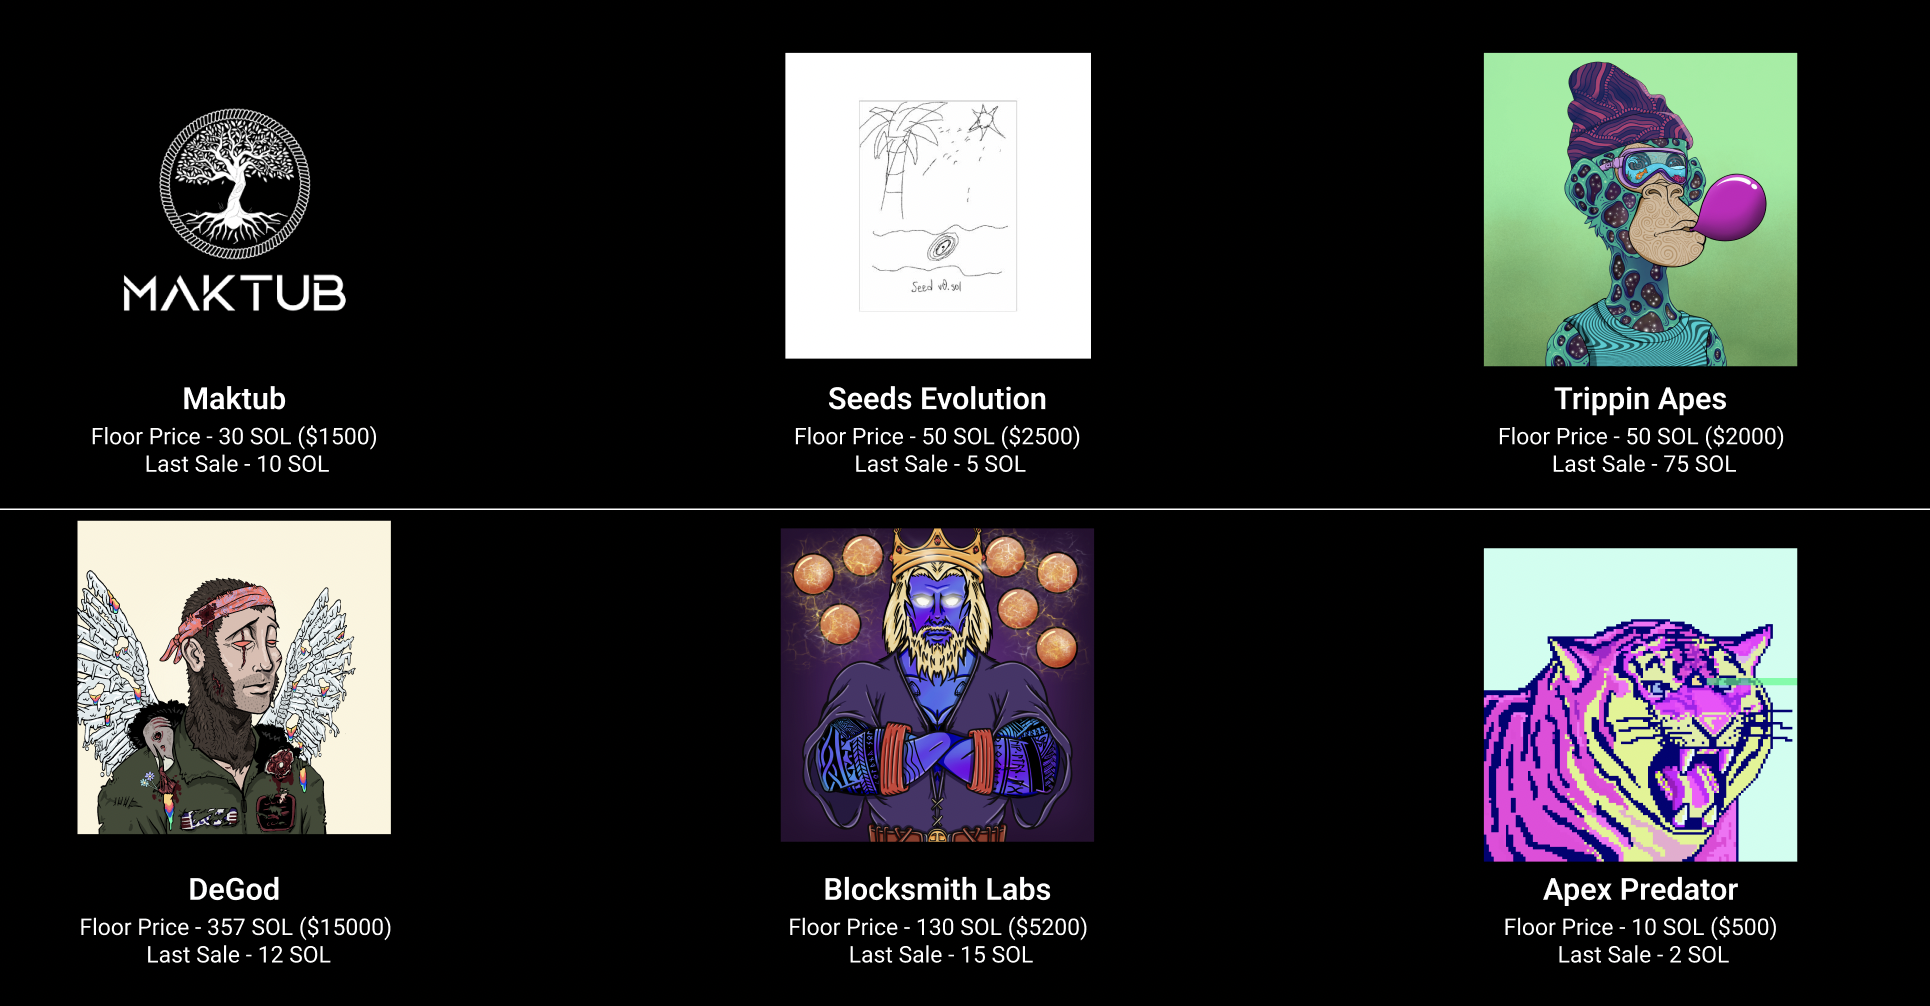 MAKTUB
Seed v0.sol
Maktub
Floor Price - 30 SOL ($1500)
Last Sale - 10 SOL
Seeds Evolution
Floor Price - 50 SOL ($2500)
Last Sale - 5 SOL
Trippin Apes
Floor Price - 50 SOL ($2000)
Last Sale - 75 SOL
DeGod
Floor Price - 357 SOL ($15000)
Last Sale - 12 SOL
Blocksmith Labs
Floor Price - 130 SOL ($5200)
Last Sale - 15 SOL
Apex Predator
Floor Price - 10 SOL ($500)
Last Sale - 2 SOL